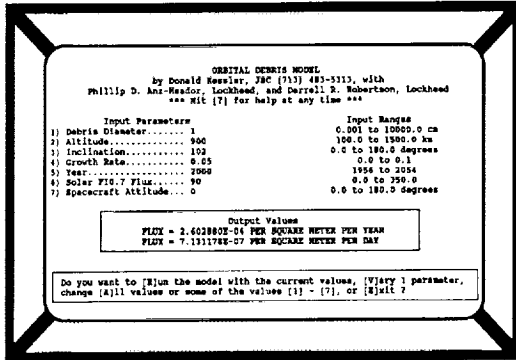 ORBITAL DEBRIS MODEL
by Donald Kessler, JSC [713] 483-5313, with
Phillip D. Anz-Meador, Lockheed, and Darrell R. Robertson, Lockheed
*** Hit [?] for help at any time ***
Input Parameters Input Ranges
1) Debris Diameter...... 1 0.001 to 10000.0 cm
2) Altitude............. 900 100.0 to 1500.0 km
3) Inclination.......... 102 0.0 to 180.0 degrees
4) Growth Rate.......... 0.05 0.0 to 0.1
5) Year................. 2000 1956 to 2054
6) Solar F10.7 Flux..... 90 0.0 to 350.0
7) Spacecraft Attitude.. 0 0.0 to 180.0 degrees
Output Values
FLUX = 2.602880E-04 PER SQUARE METER PER YEAR
FLUX = 7.131178E-07 PER SQUARE METER PER DAY
Do you want to [R]un the model with the current values, [V]ary 1 parameter,
change [A]ll values or some of the values [1] - [7], or [E]xit ?